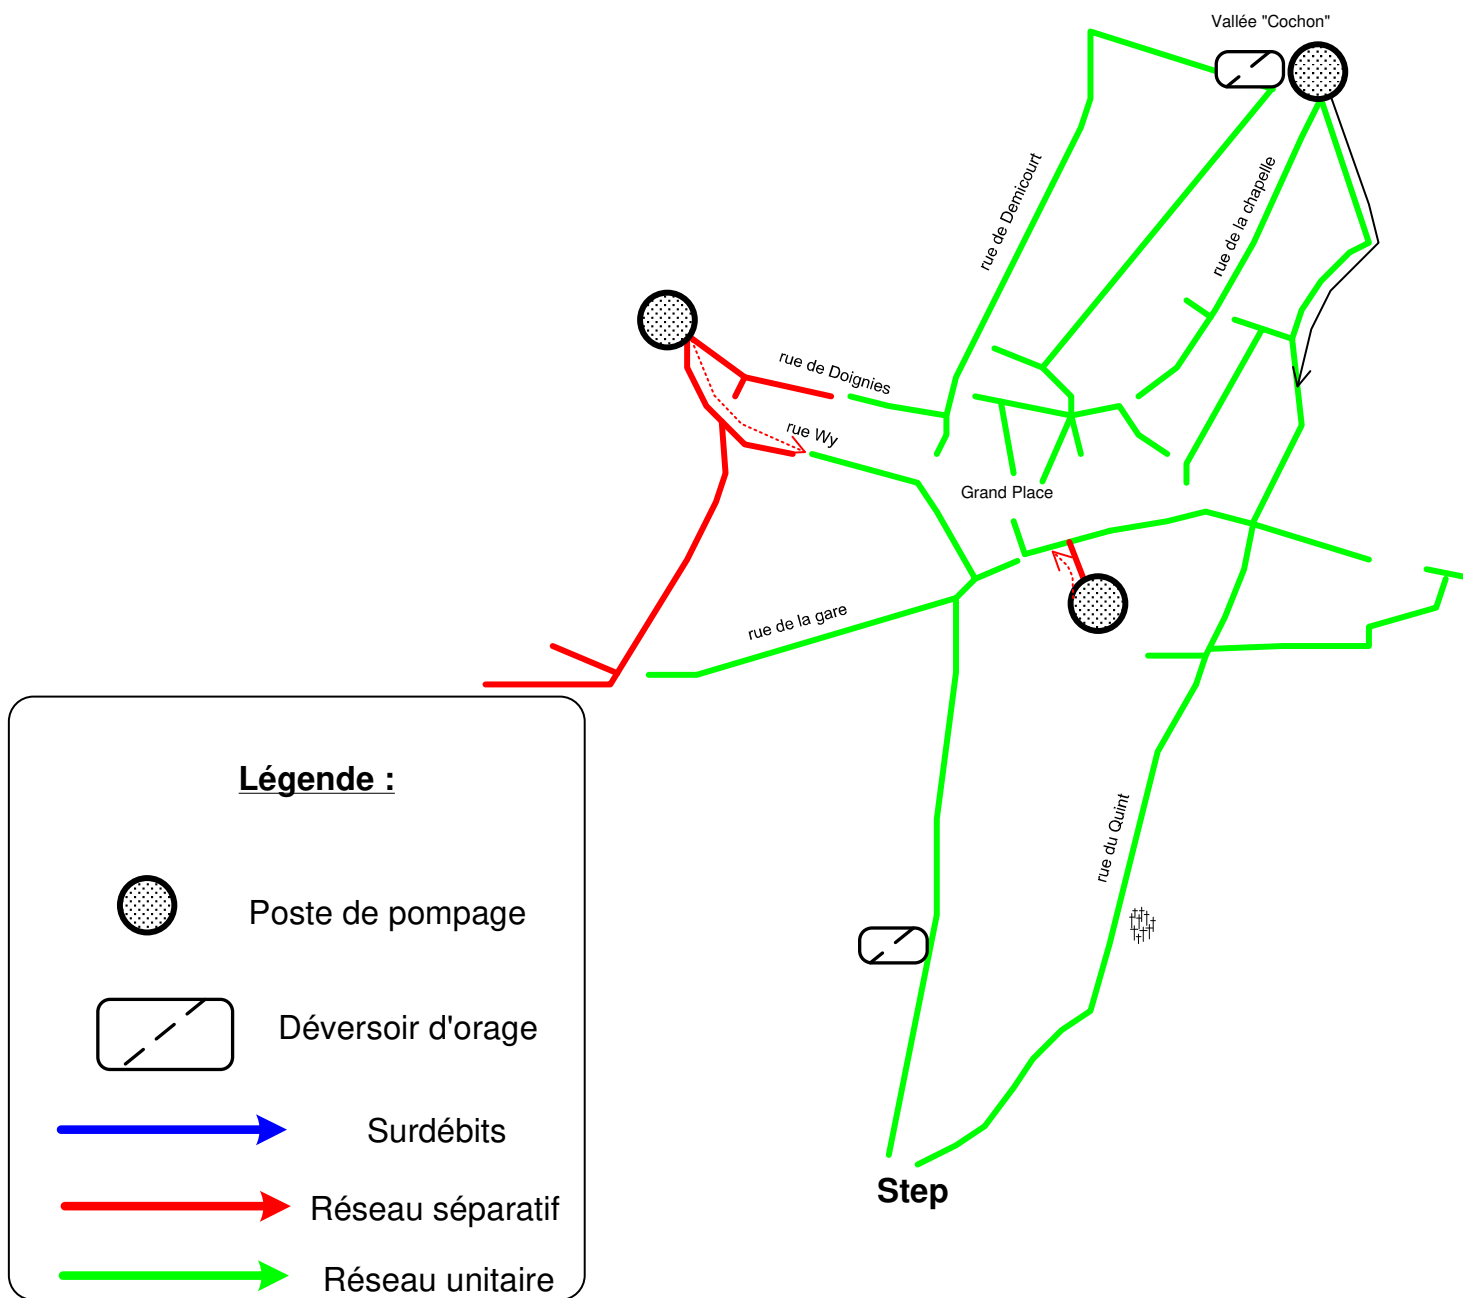 Vallée "Cochon"
rue de Demicourt
rue de la chapelle
rue de Doignies
rue Wy
Grand Place
rue de la gare
rue du Quint
Step
Légende :
Poste de pompage
Déversoir d'orage
Surdébits
Réseau séparatif
Réseau unitaire